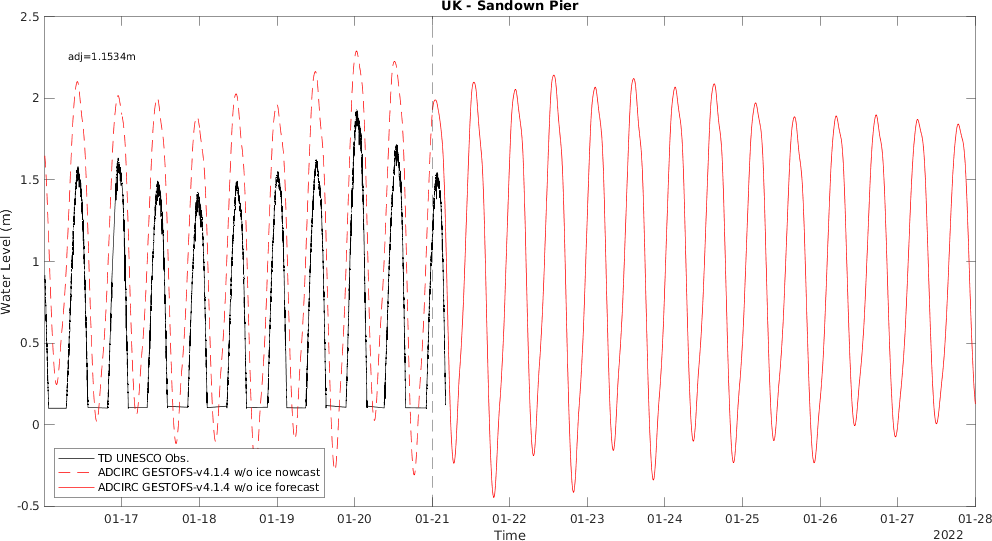 UK - Sandown Pier
adj=1.1534m
2.5
2
1.5
1
0.5
0
-0.5
Water Level (m)
TD UNESCO Obs.
ADCIRC GESTOFS-v4.1.4 w/o ice nowcast
ADCIRC GESTOFS-v4.1.4 w/o ice forecast
01-17 01-18 01-19 01-20 01-21 01-22 01-23 01-24 01-25 01-26 01-27 01-28
Time
2022